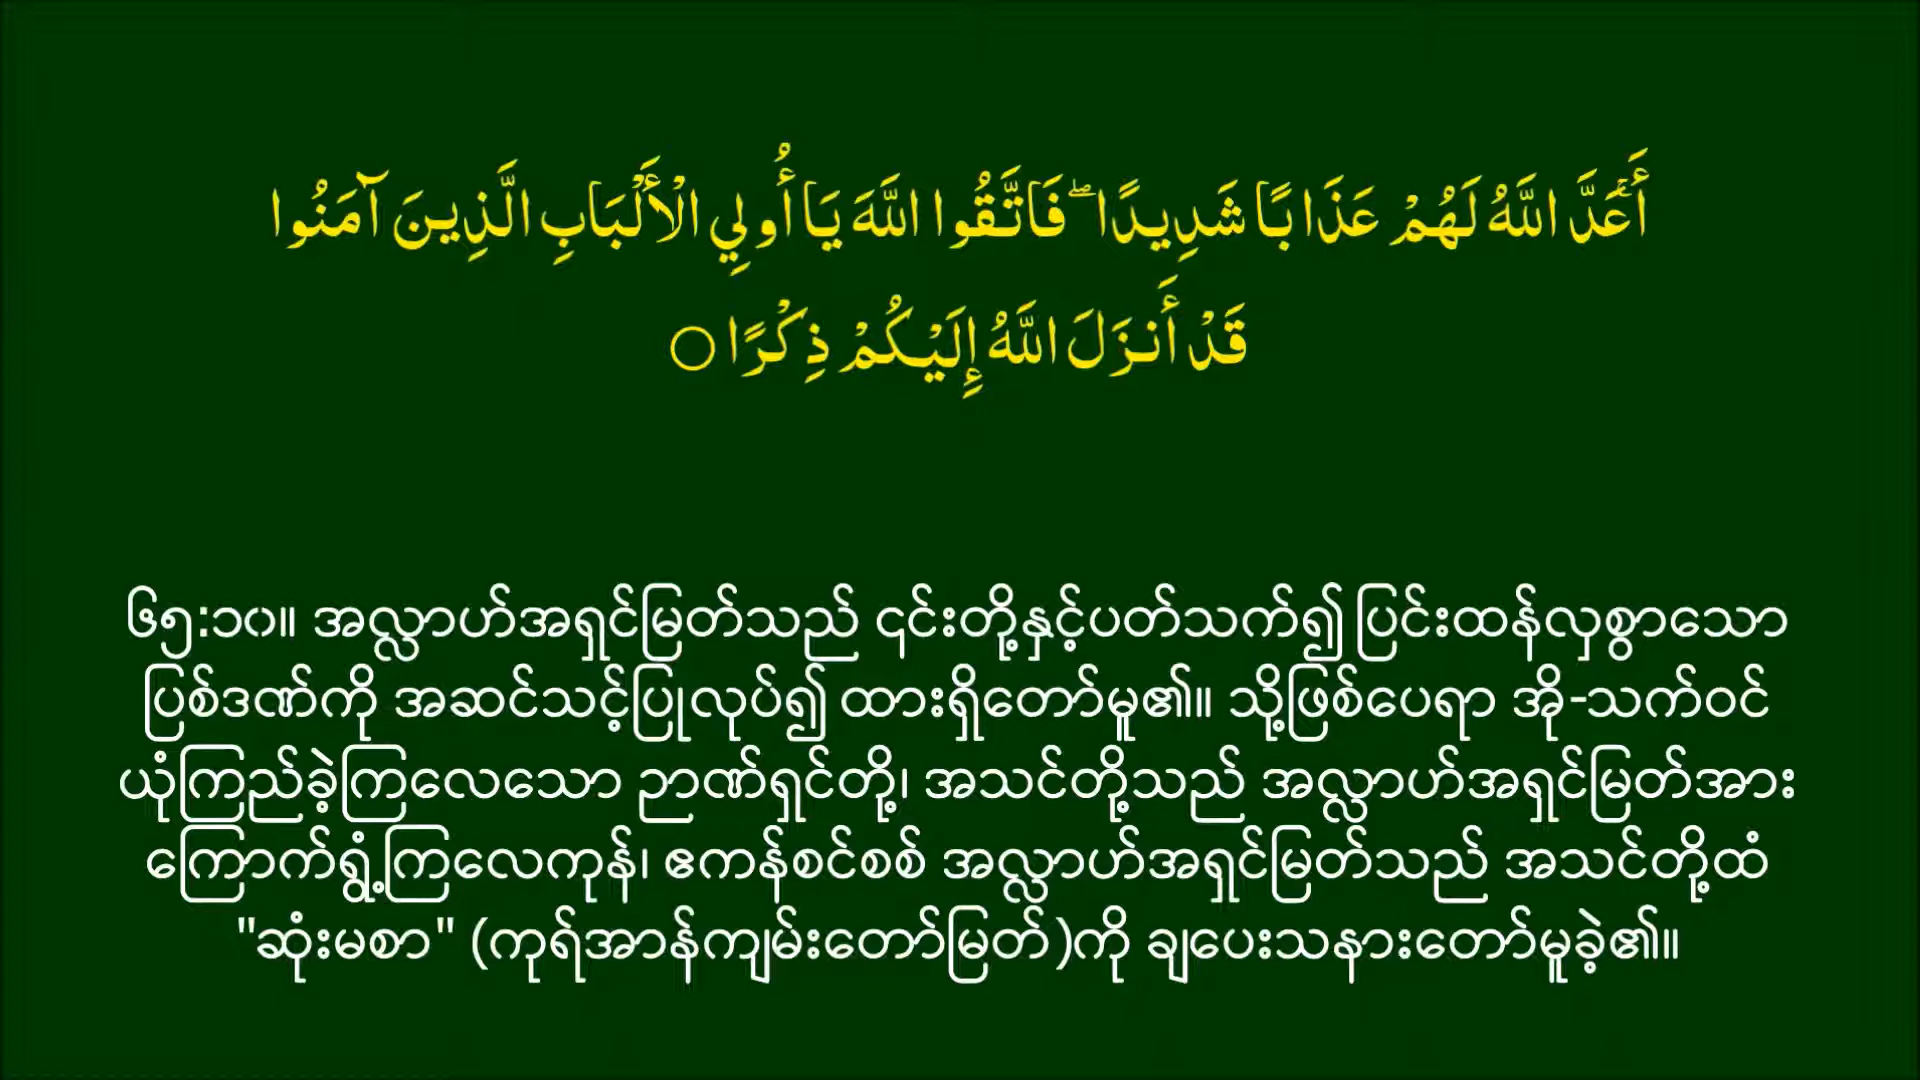 أَعَدَّ اللَّهُ لَهُمْ عَذَابًا شَدِيدًا ۖ فَاتَّقُوا اللَّهَ يَا أُولِي الْأَلْبَابِ الَّذِينَ آمَنُوا
قَدْ أَنزَلَ اللَّهُ إِلَيْكُمْ ذِكْرًا ○
၆၅:၁၀။ အလ္လာဟ်အရှင်မြတ်သည် ၎င်းတို့နှင့်ပတ်သက်၍ ပြင်းထန်လှစွာသော
ပြစ်ဒဏ်ကို အဆင်သင့်ပြုလုပ်၍ ထားရှိတော်မူ၏။ သို့ဖြစ်ပေရာ အို-သက်ဝင်
ယုံကြည်ခဲ့ကြလေသော ဉာဏ်ရှင်တို့၊ အသင်တို့သည် အလ္လာဟ်အရှင်မြတ်အား
ကြောက်ရွံ့ကြလေကုန်၊ ဧကန်စင်စစ် အလ္လာဟ်အရှင်မြတ်သည် အသင်တို့ထံ
"ဆုံးမစာ" (ကုရ်အာန်ကျမ်းတော်မြတ်)ကို ချပေးသနားတော်မူခဲ့၏။